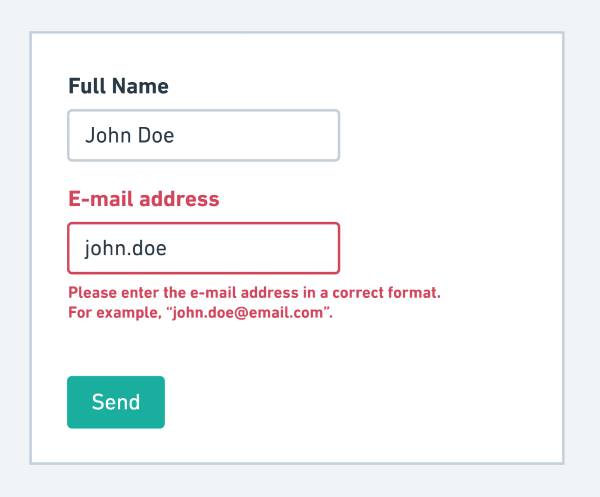 Full Name
John Doe
E-mail address
john.doe
Please enter the e-mail address in a correct format.
For example, “john.doe@email.com”.
Send